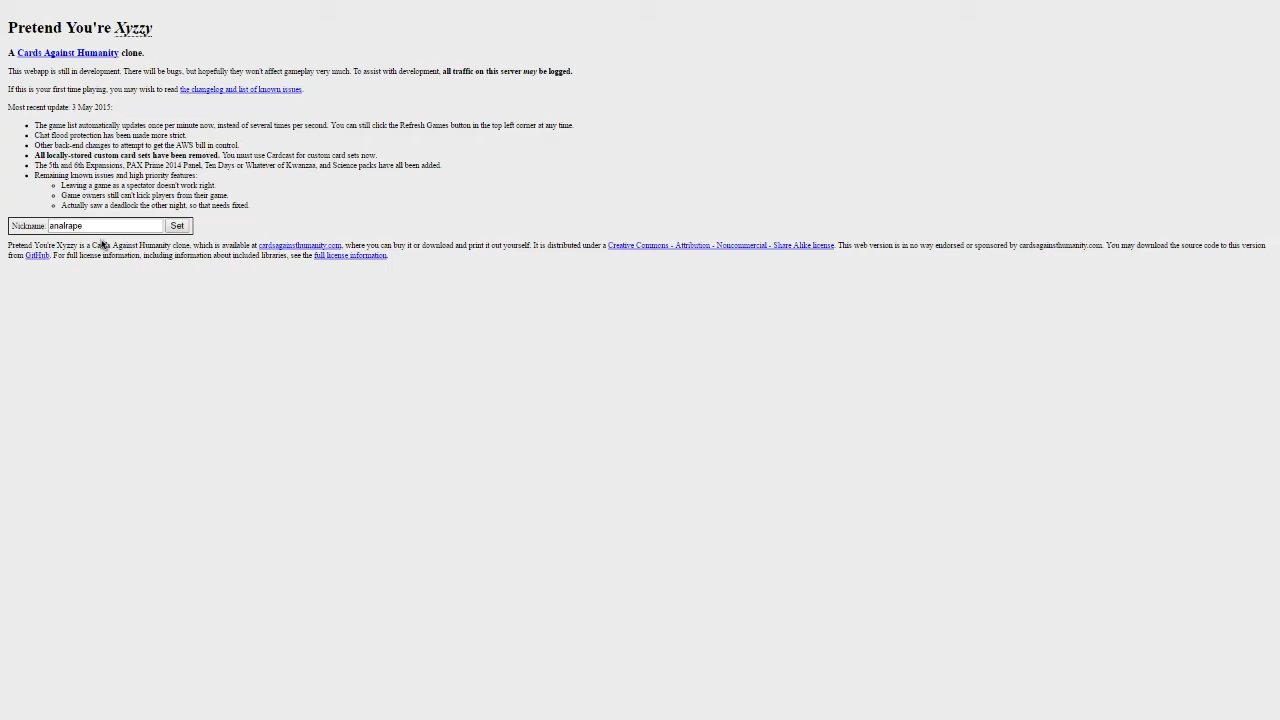 Pretend You're Xyzzy
A Cards Against Humanity clone.
This webapp is still in development. There will be bugs, but hopefully they won't affect gameplay very much. To assist with development, all traffic on this server may be logged.
If this is your first time playing, you may wish to read the changelog and list of known issues.
Most recent update: 3 May 2015:
The game list automatically updates once per minute now, instead of several times per second. You can still click the Refresh Games button in the top left corner at any time.
Chat flood protection has been made more strict.
Other back-end changes to attempt to get the AWS bill in control.
All locally-stored custom card sets have been removed. You must use Cardcast for custom card sets now.
The 5th and 6th Expansions, PAX Prime 2014 Panel, Ten Days or Whatever of Kwanzaa, and Science packs have all been added.
Remaining known issues and high priority features:
Leaving a game as a spectator doesn't work right.
Game owners still can't kick players from their game.
Actually saw a deadlock the other night, so that needs fixed.
Nickname: analrape Set
Pretend You're Xyzzy is a Cards Against Humanity clone, which is available at cardsagainsthumanity.com, where you can buy it or download and print it out yourself. It is distributed under a Creative Commons - Attribution - Noncommercial - Share Alike license. This web version is in no way endorsed or sponsored by cardsagainsthumanity.com. You may download the source code to this version
from GitHub. For full license information, including information about included libraries, see the full license information.